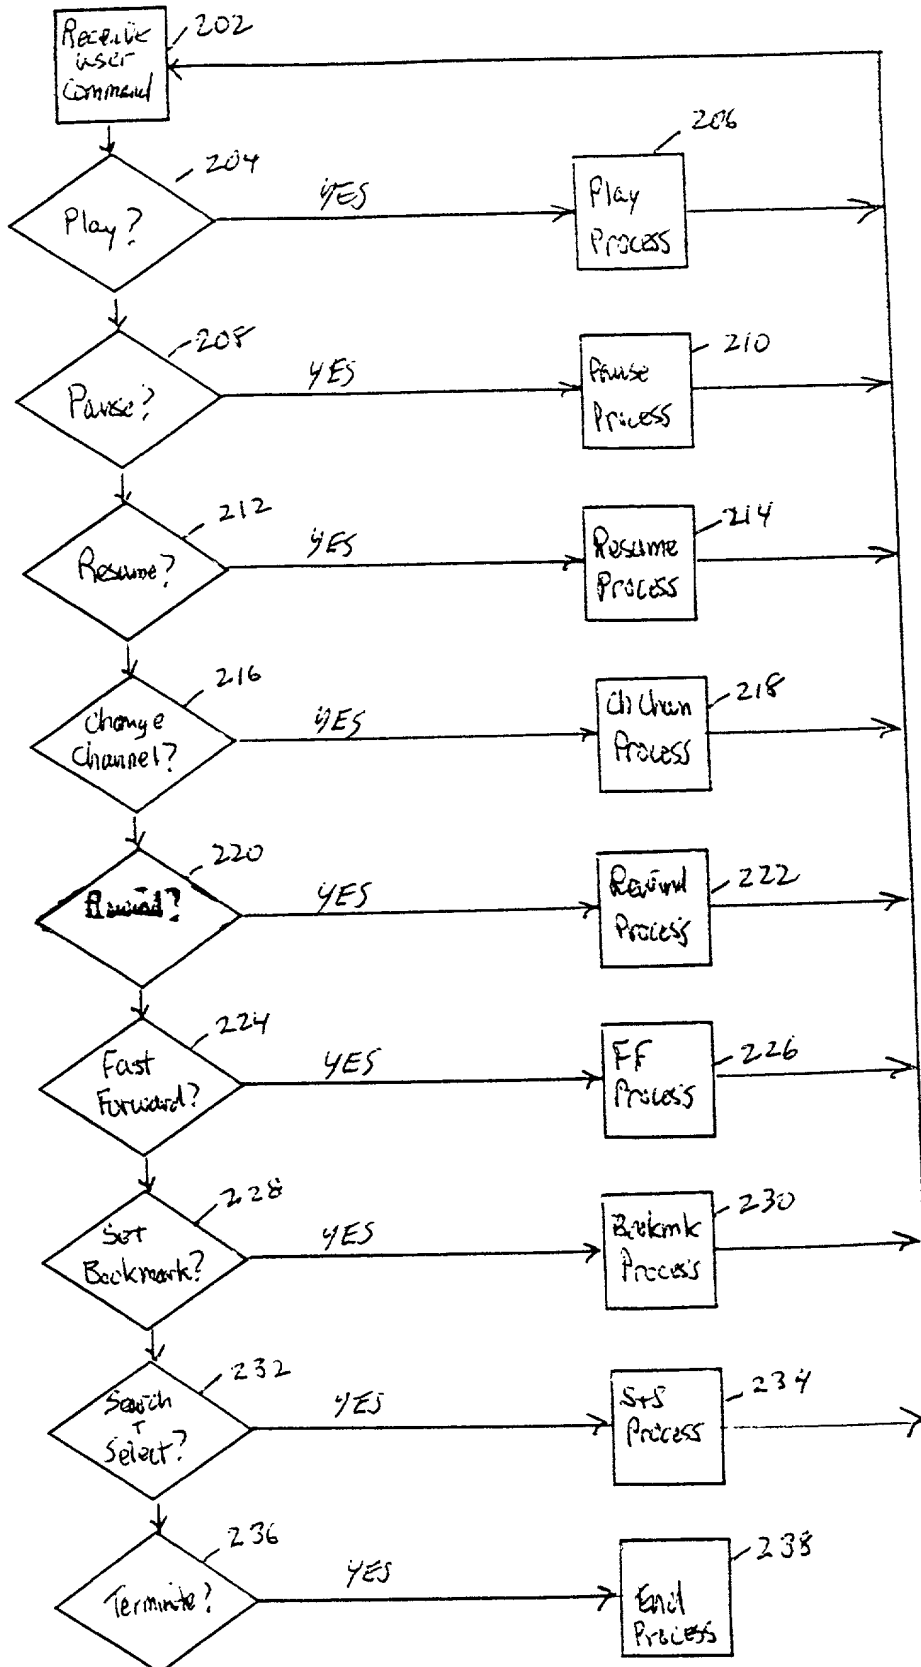 Receive
user
Command
202
204
Play?
YES
206
Play
Process
208
Pause?
YES
210
Pause
Process
212
Resume?
YES
214
Resume
Process
216
Change
Channel?
YES
218
Ch Chan
Process
220
Rewind?
YES
222
Rewind
Process
224
Fast
Forward?
YES
226
FF
Process
228
Set
Bookmark?
YES
230
Bookmk
Process
232
Search
+
Select?
YES
234
S+S
Process
236
Terminate?
YES
238
End
Process